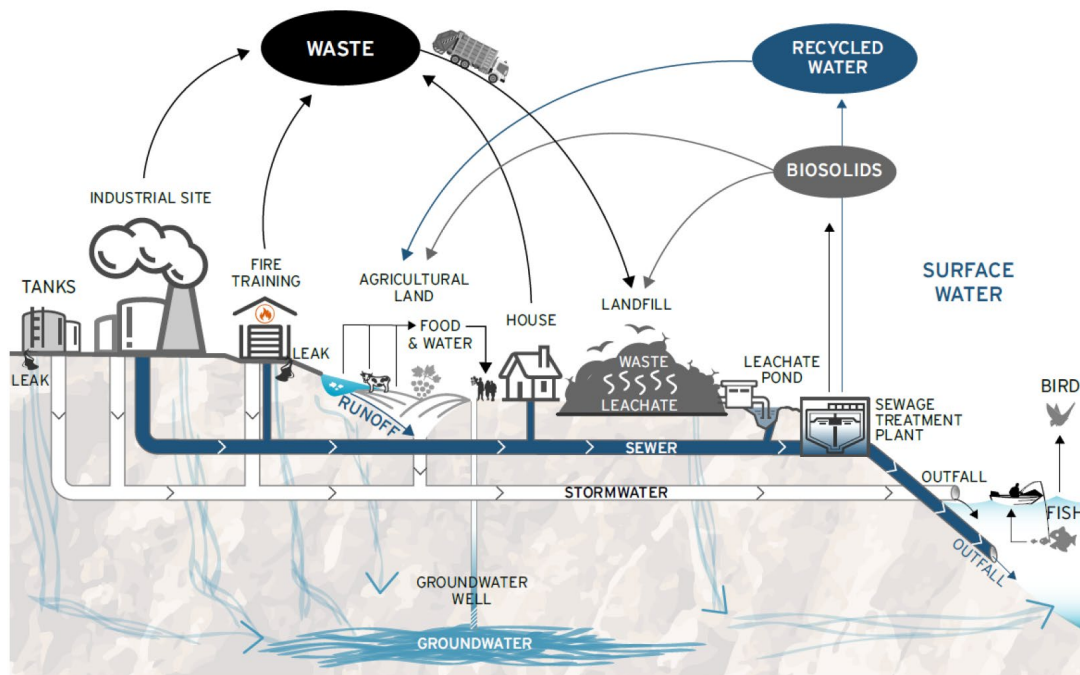 WASTE
RECYCLED
WATER
BIOSOLIDS
INDUSTRIAL SITE
TANKS
FIRE
TRAINING
AGRICULTURAL
LAND
FOOD
& WATER
HOUSE
LANDFILL
SURFACE
WATER
LEAK
LEAK
RUNOFF
WASTE
LEACHATE
LEACHATE
POND
SEWAGE
TREATMENT
PLANT
BIRD
SEWER
STORMWATER
OUTFALL
FISH
OUTFALL
GROUNDWATER
WELL
GROUNDWATER